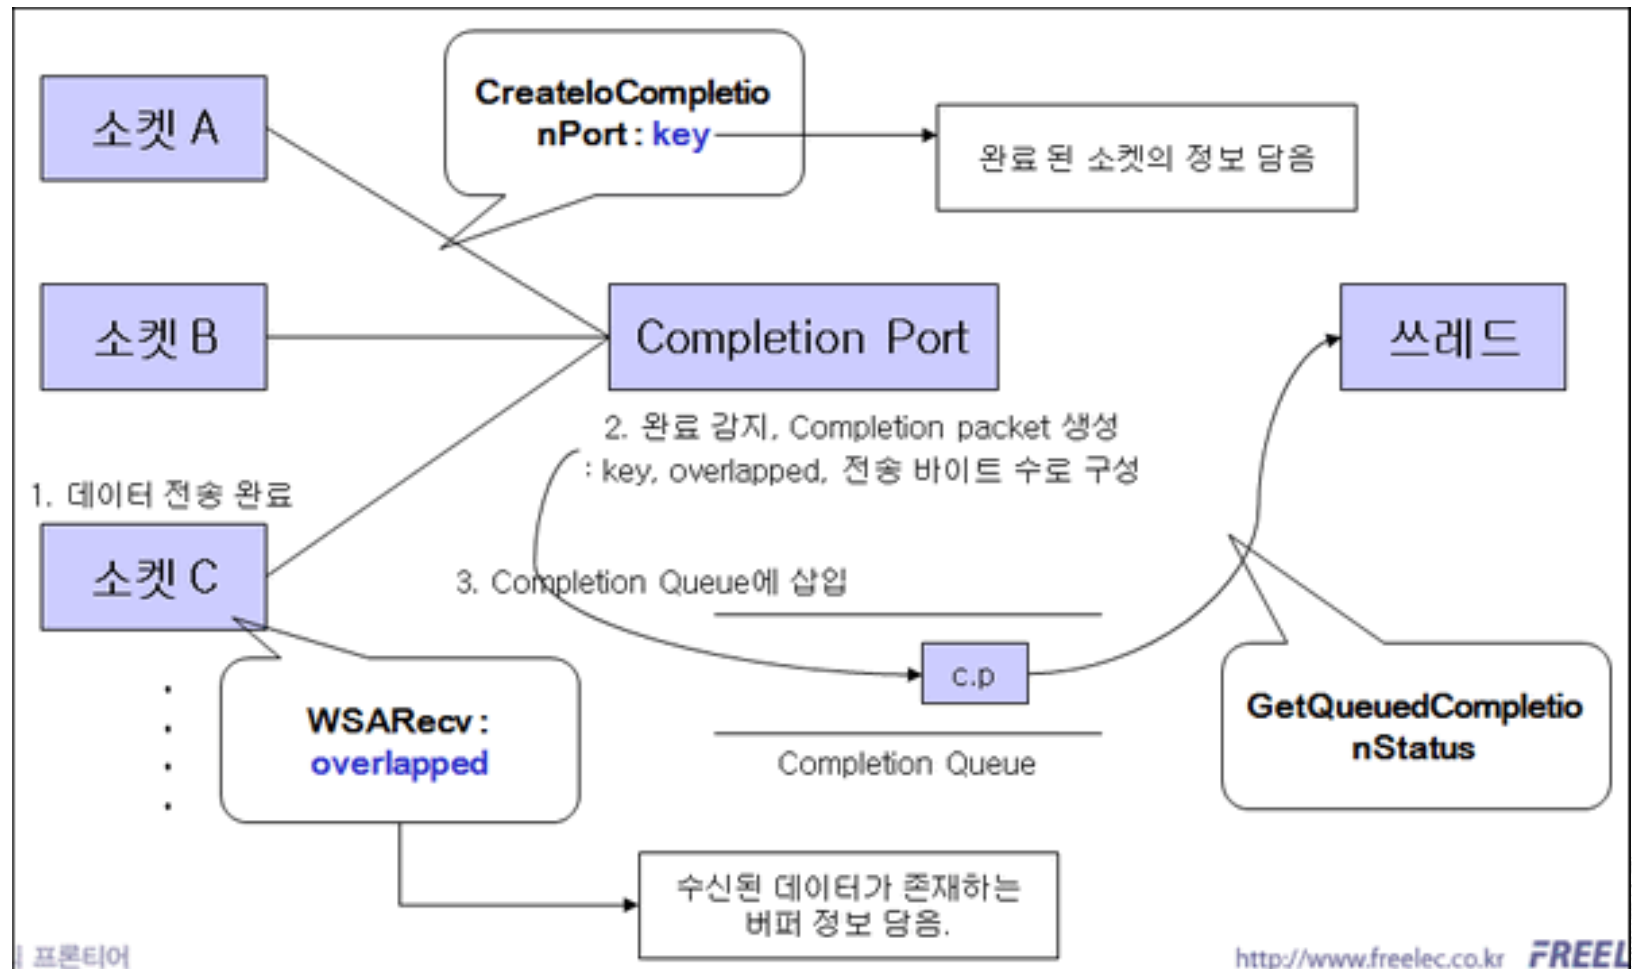 CreateIoCompletio
nPort : key
소켓 A
완료 된 소켓의 정보 담음
소켓 B
Completion Port
쓰레드
2. 완료 감지, Completion packet 생성
: key, overlapped, 전송 바이트 수로 구성
1. 데이터 전송 완료
소켓 C
3. Completion Queue에 삽입
c.p
WSARecv :
overlapped
GetQueuedCompletio
nStatus
Completion Queue
수신된 데이터가 존재하는
버퍼 정보 담음.
프론티어
http://www.freelec.co.kr FREEL